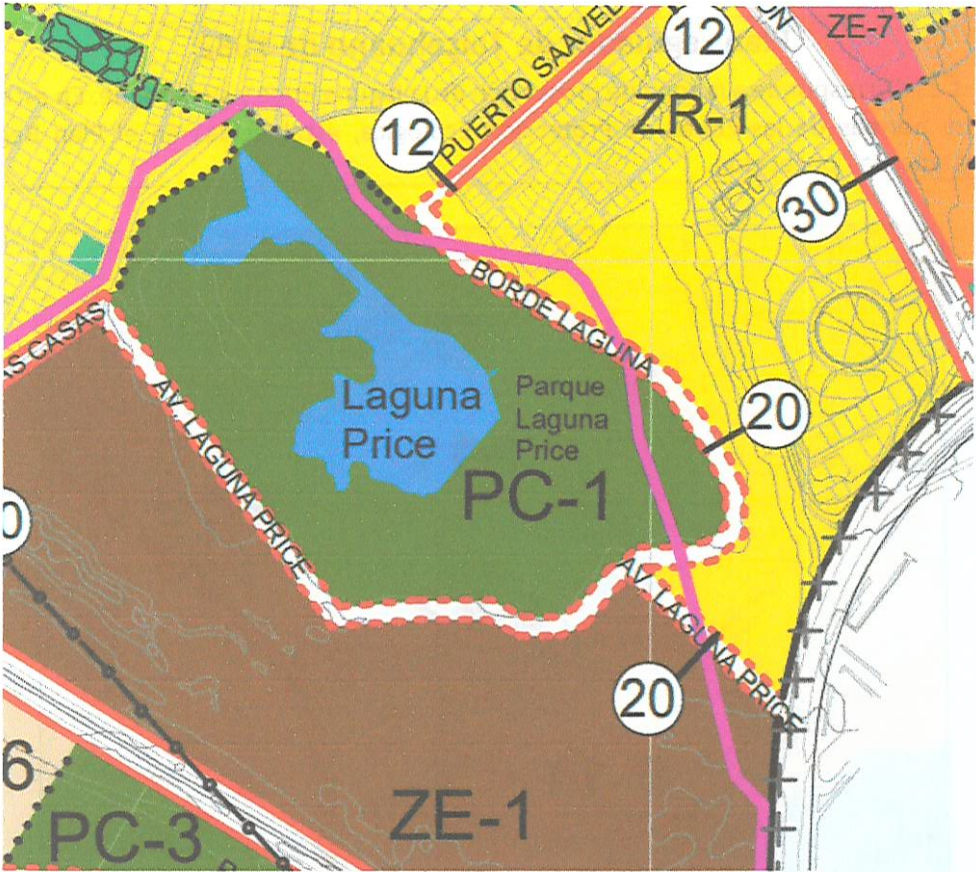 ZE-7
12
PUERTO SAAVED
12
ZR-1
30
BORDE LAGUNA
AS CASAS
AV. LAGUNA PRICE
Laguna
Price
Parque
Laguna
Price
PC-1
20
0
AV. LAGUNA PRICE
20
6
PC-3
ZE-1